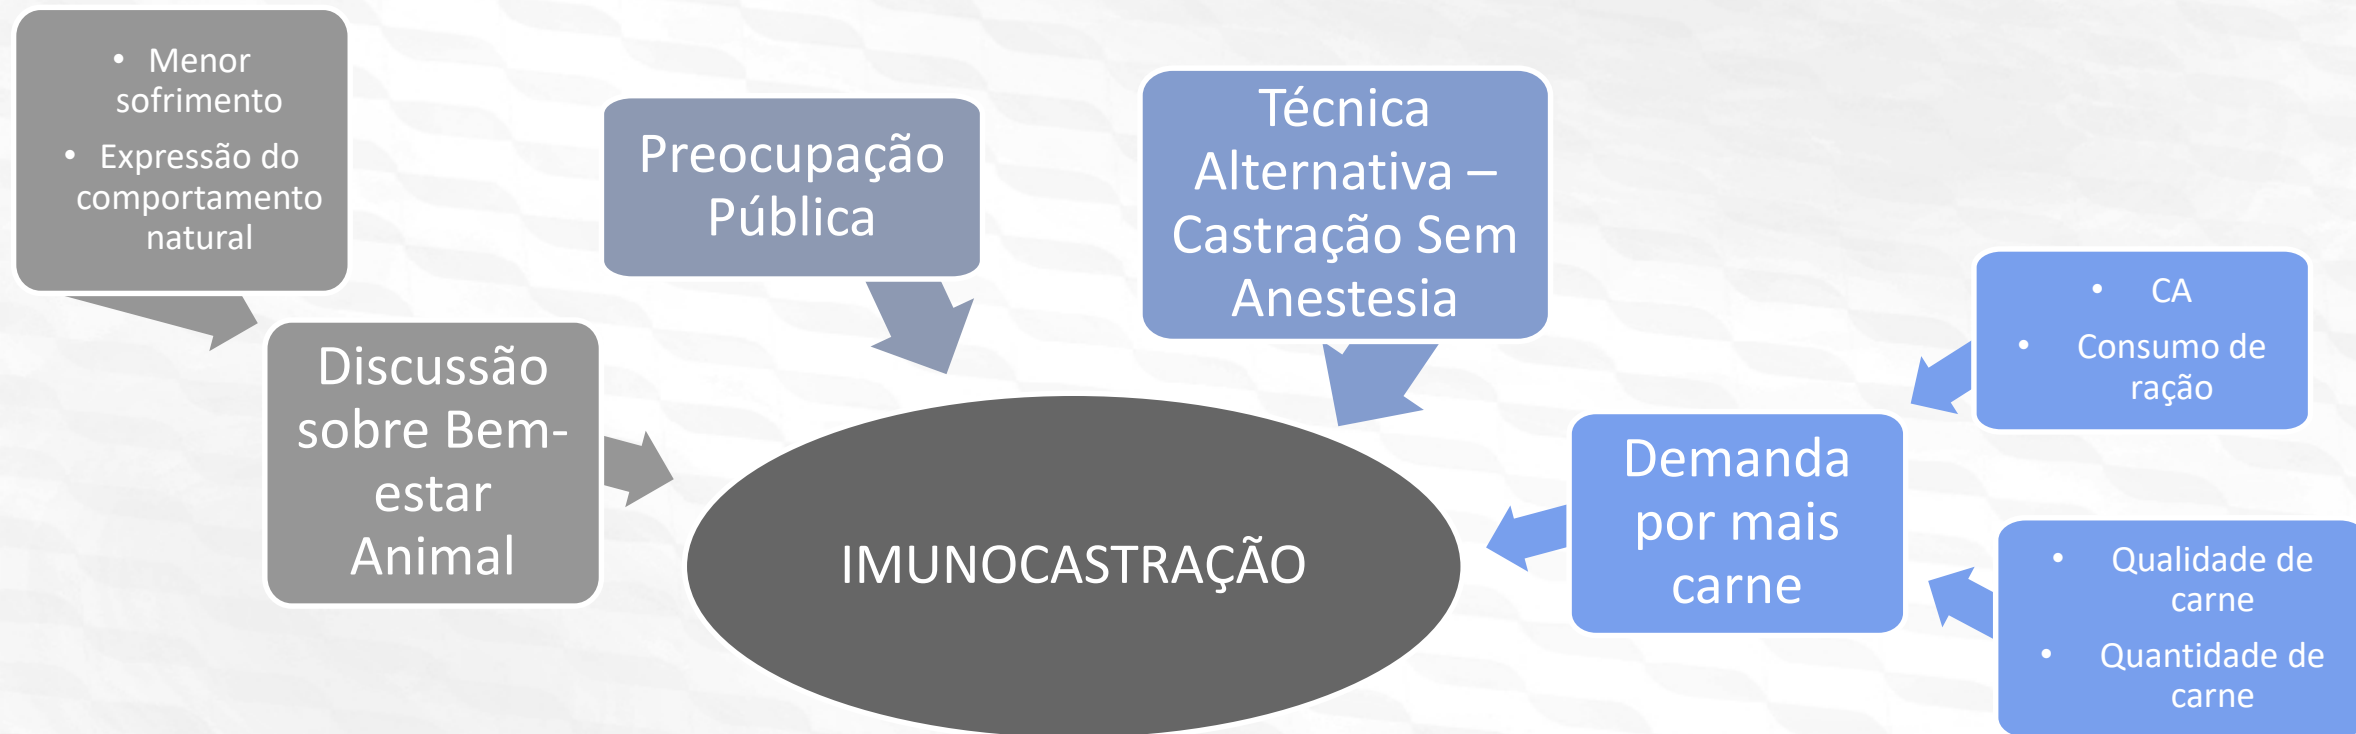 • Menor
sofrimento
• Expressão do
comportamento
natural
Discussão
sobre Bem-
estar
Animal
Preocupação
Pública
Técnica
Alternativa –
Castração Sem
Anestesia
IMUNOCASTRAÇÃO
Demanda
por mais
carne
• CA
• Consumo de
ração
• Qualidade de
carne
• Quantidade de
carne